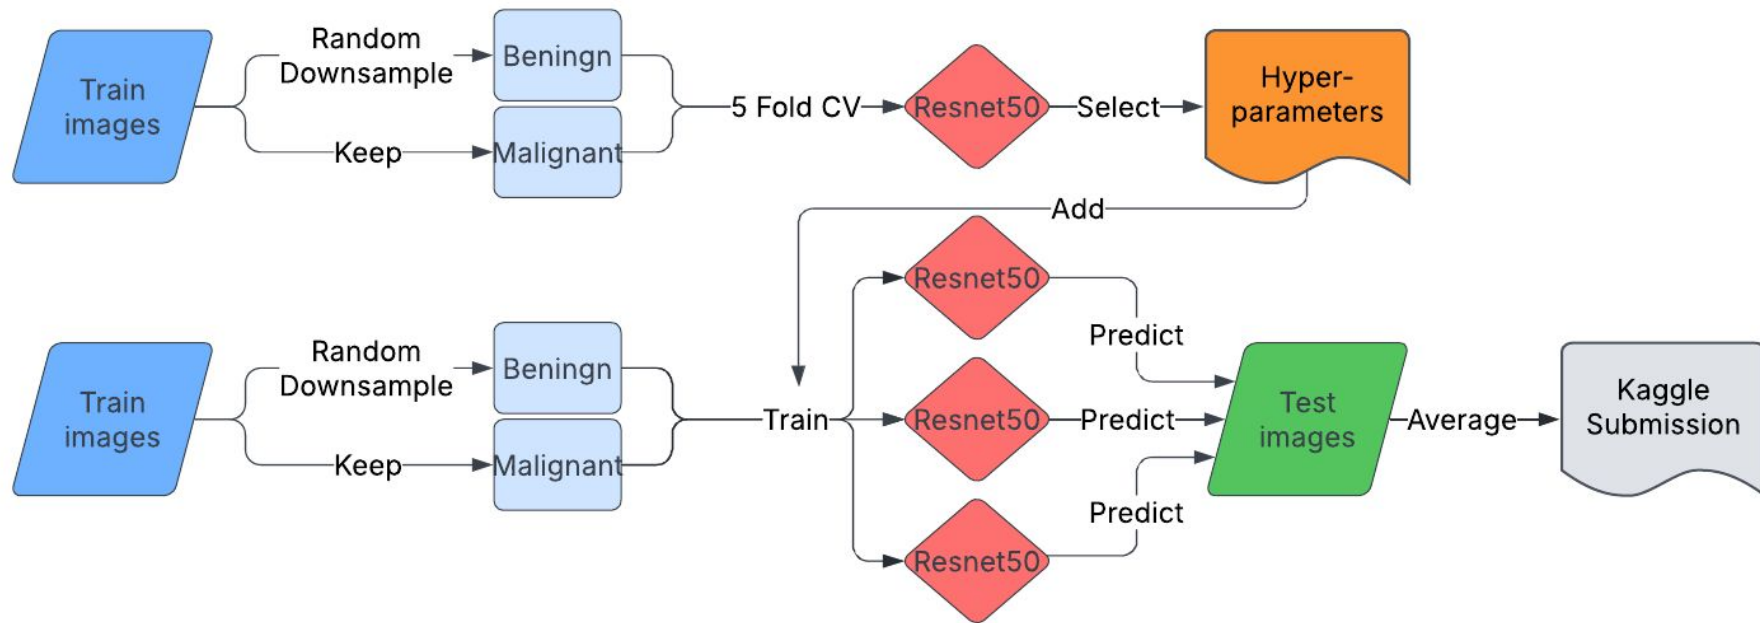 Train
images
Random
Downsample
Keep
Beningn
Malignant
5 Fold CV
Resnet50
Select
Hyper-
parameters
Add
Train
images
Random
Downsample
Keep
Beningn
Malignant
Train
Resnet50
Resnet50
Resnet50
Predict
Predict
Predict
Test
images
Average
Kaggle
Submission